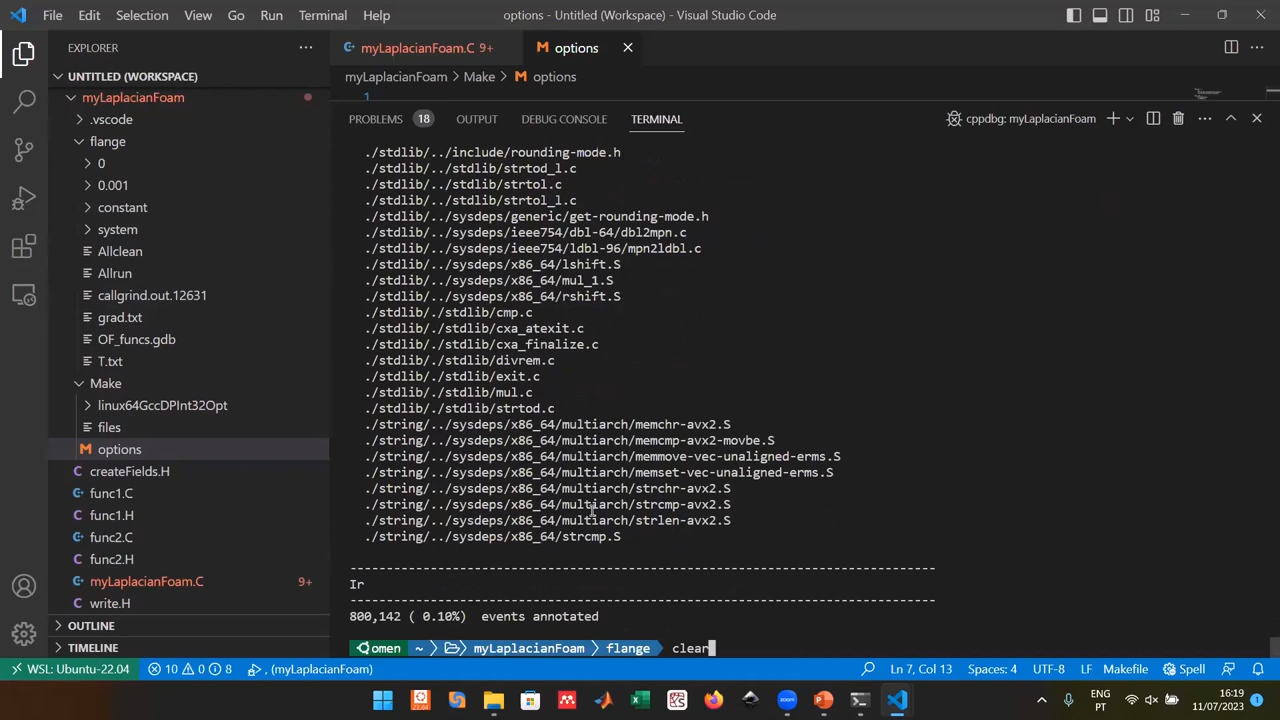 File Edit Selection View Go Run Terminal Help options - Untitled (Workspace) - Visual Studio Code
EXPLORER
UNTITLED (WORKSPACE)
myLaplacianFoam
.vscode
flange
0
0.001
constant
system
Allclean
Allrun
callgrind.out.12631
grad.txt
OF_funcs.gdb
T.txt
Make
linux64GccDPInt32Opt
files
options
createFields.H
func1.C
func1.H
func2.C
func2.H
myLaplacianFoam.C 9+
write.H
OUTLINE
TIMELINE
myLaplacianFoam.C 9+ options
myLaplacianFoam > Make > options
1
PROBLEMS 18 OUTPUT DEBUG CONSOLE TERMINAL cppdbg: myLaplacianFoam
./stdlib/../include/rounding-mode.h
./stdlib/../stdlib/strtod_l.c
./stdlib/../stdlib/strtol.c
./stdlib/../stdlib/strtol_l.c
./stdlib/../sysdeps/generic/get-rounding-mode.h
./stdlib/../sysdeps/ieee754/dbl-64/dbl2mpn.c
./stdlib/../sysdeps/ieee754/ldbl-96/mpn2ldbl.c
./stdlib/../sysdeps/x86_64/lshift.S
./stdlib/../sysdeps/x86_64/mul_1.S
./stdlib/../sysdeps/x86_64/rshift.S
./stdlib/./stdlib/cmp.c
./stdlib/./stdlib/cxa_atexit.c
./stdlib/./stdlib/cxa_finalize.c
./stdlib/./stdlib/divrem.c
./stdlib/./stdlib/exit.c
./stdlib/./stdlib/mul.c
./stdlib/./stdlib/strtod.c
./string/../sysdeps/x86_64/multiarch/memchr-avx2.S
./string/../sysdeps/x86_64/multiarch/memcmp-avx2-movbe.S
./string/../sysdeps/x86_64/multiarch/memmove-vec-unaligned-erms.S
./string/../sysdeps/x86_64/multiarch/memset-vec-unaligned-erms.S
./string/../sysdeps/x86_64/multiarch/strchr-avx2.S
./string/../sysdeps/x86_64/multiarch/strcmp-avx2.S
./string/../sysdeps/x86_64/multiarch/strlen-avx2.S
./string/../sysdeps/x86_64/strcmp.S
--------------------------------------------------------------------------------
Ir
--------------------------------------------------------------------------------
800,142 ( 0.10%) events annotated
omen ~ myLaplacianFoam flange clear
WSL: Ubuntu-22.04 10 0 8 , (myLaplacianFoam) Ln 7, Col 13 Spaces: 4 UTF-8 LF Makefile Spell
22.04
ENG
PT
16:19
11/07/2023